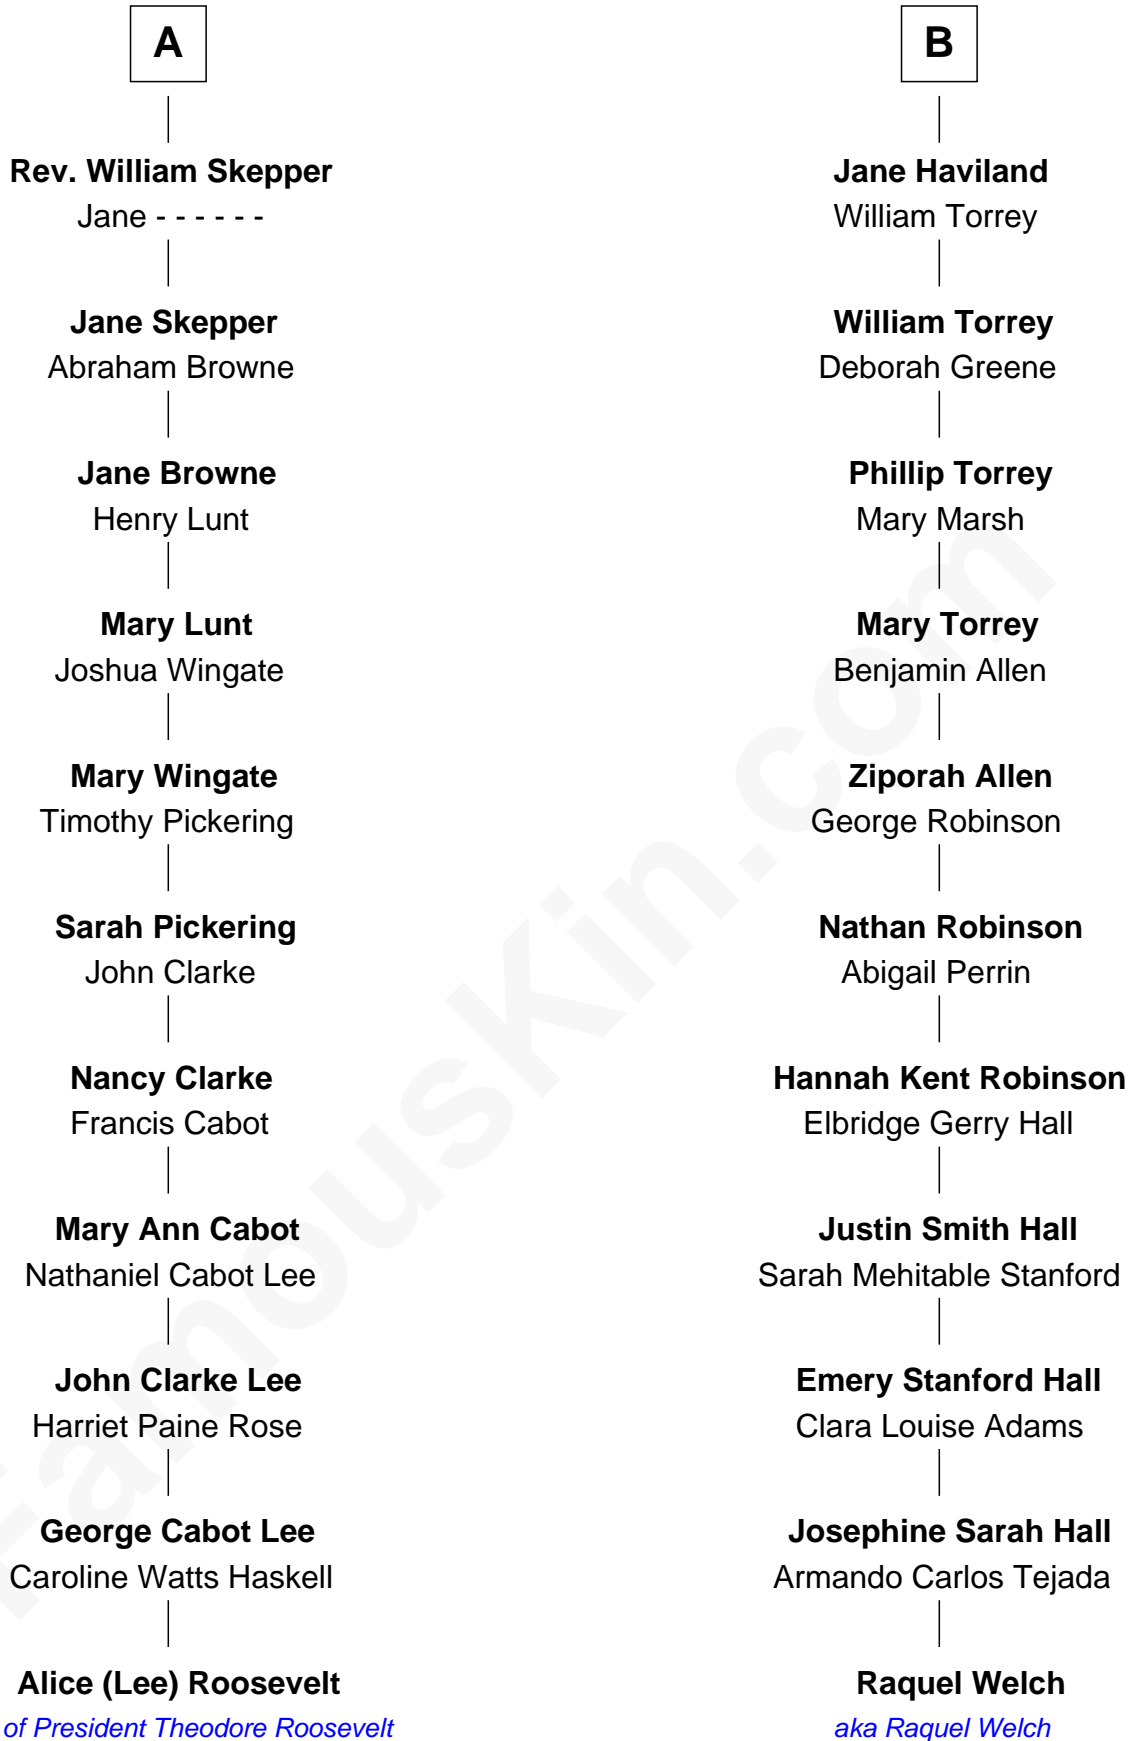 A
Rev. William Skepper
Jane - - - - - -
Jane Skepper
Abraham Browne
Jane Browne
Henry Lunt
Mary Lunt
Joshua Wingate
Mary Wingate
Timothy Pickering
Sarah Pickering
John Clarke
Nancy Clarke
Francis Cabot
Mary Ann Cabot
Nathaniel Cabot Lee
John Clarke Lee
Harriet Paine Rose
George Cabot Lee
Caroline Watts Haskell
Alice (Lee) Roosevelt
of President Theodore Roosevelt
B
Jane Haviland
William Torrey
William Torrey
Deborah Greene
Phillip Torrey
Mary Marsh
Mary Torrey
Benjamin Allen
Ziporah Allen
George Robinson
Nathan Robinson
Abigail Perrin
Hannah Kent Robinson
Elbridge Gerry Hall
Justin Smith Hall
Sarah Mehitable Stanford
Emery Stanford Hall
Clara Louise Adams
Josephine Sarah Hall
Armando Carlos Tejada
Raquel Welch
aka Raquel Welch
FamousKin.com